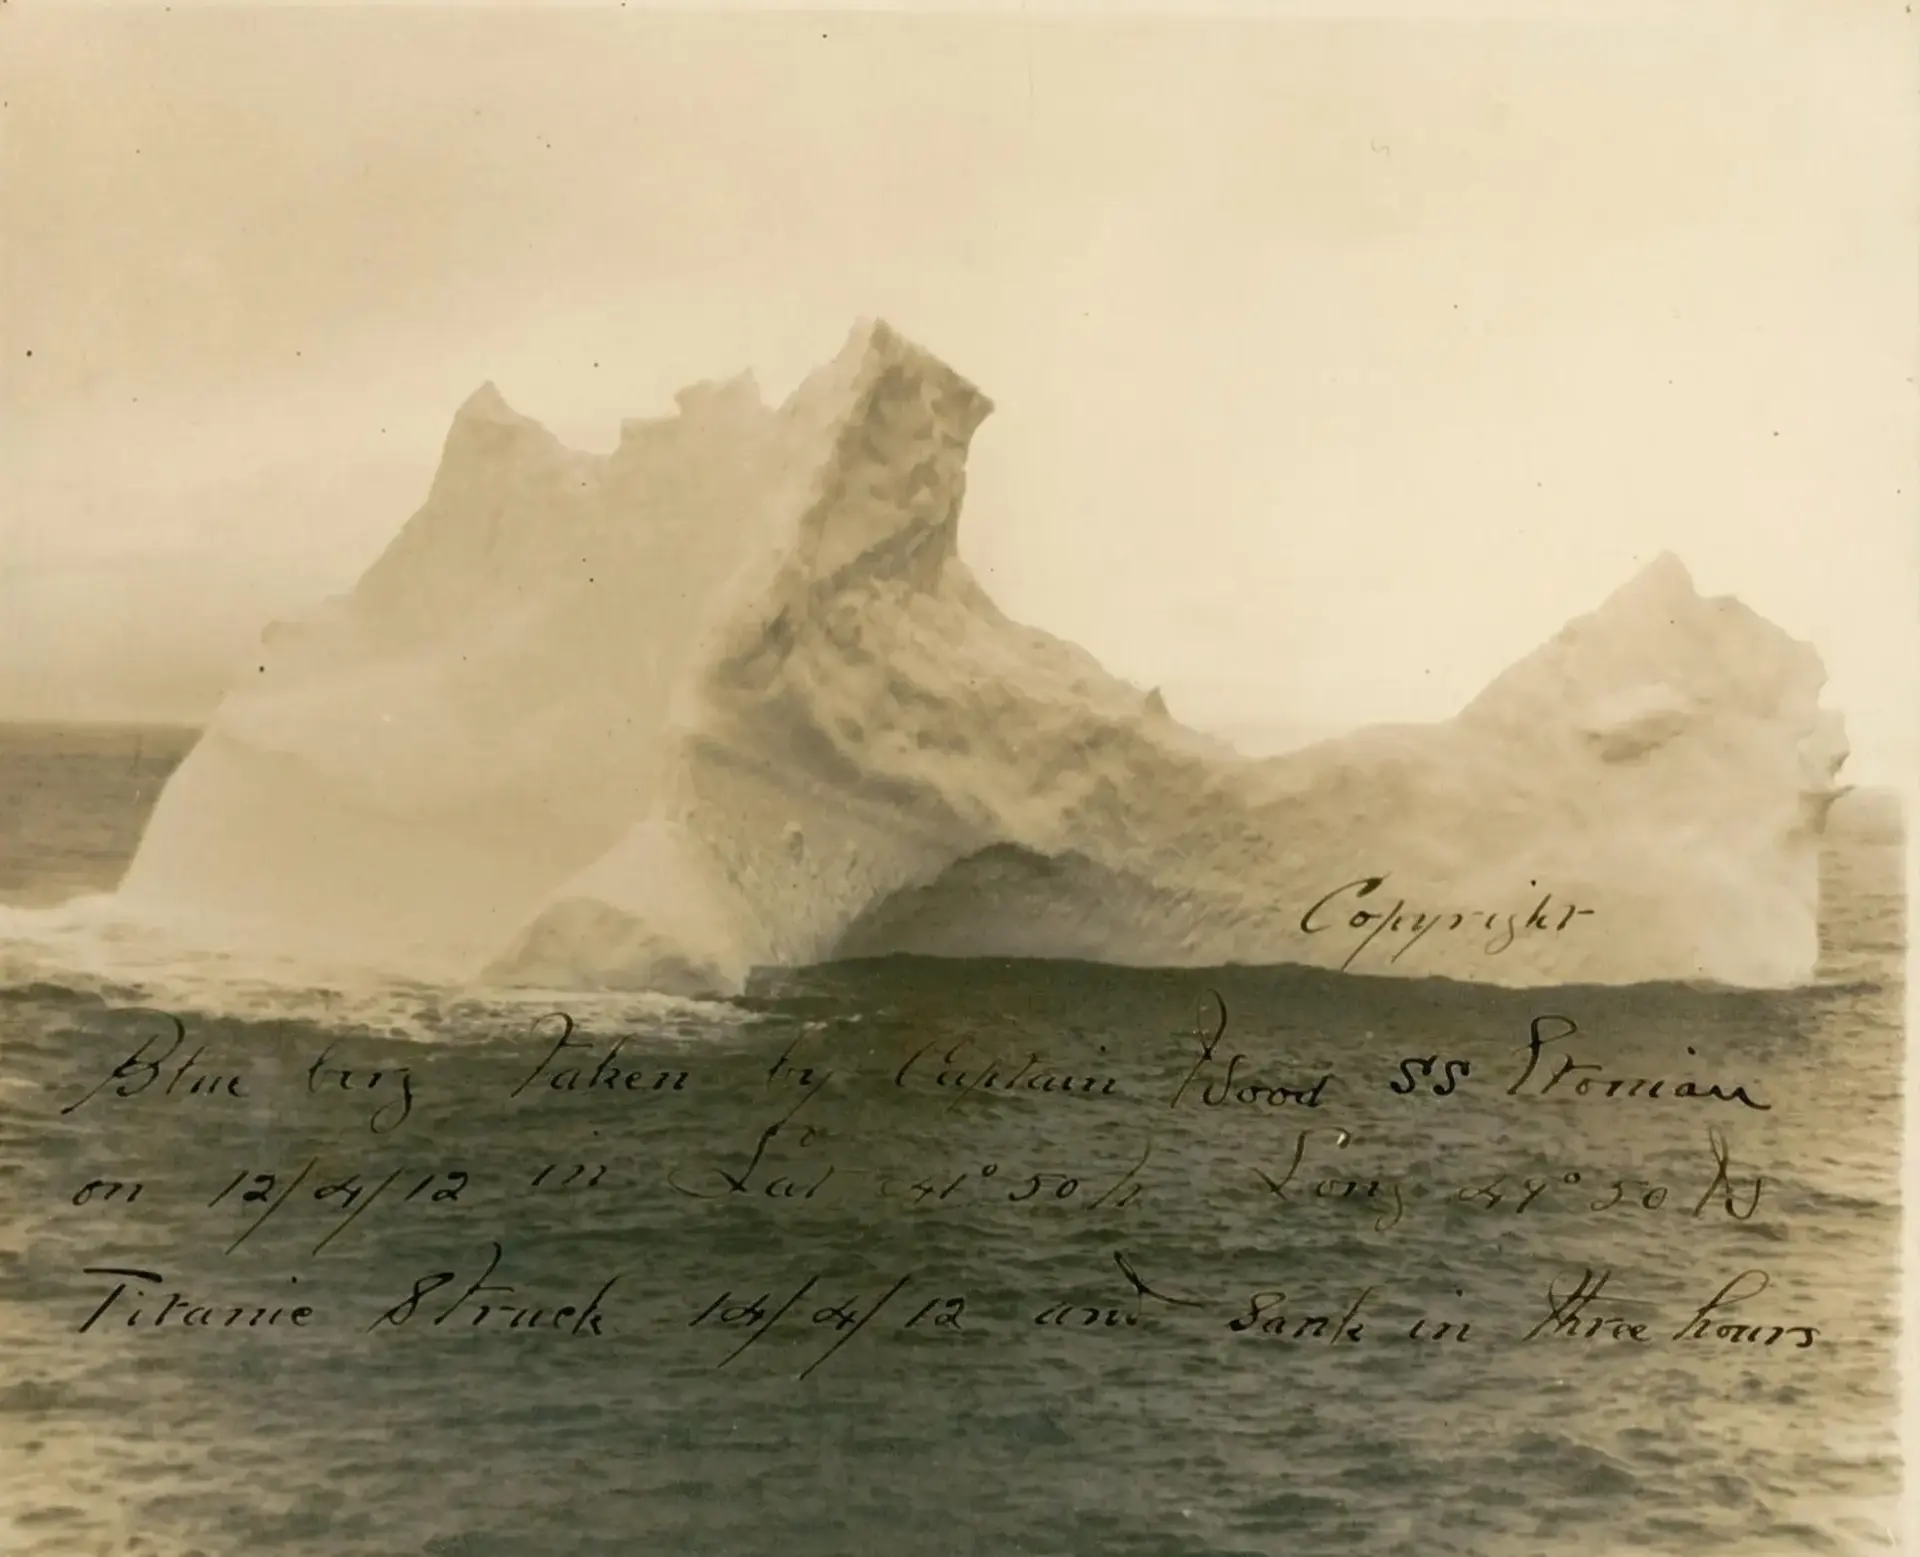 Copyright
Blue berg Taken by Captain Wood SS Etonian
on 12/4/12 in Lat 41° 50 N Long 49° 50 W
Titanic Struck 14/4/12 and Sank in three hours